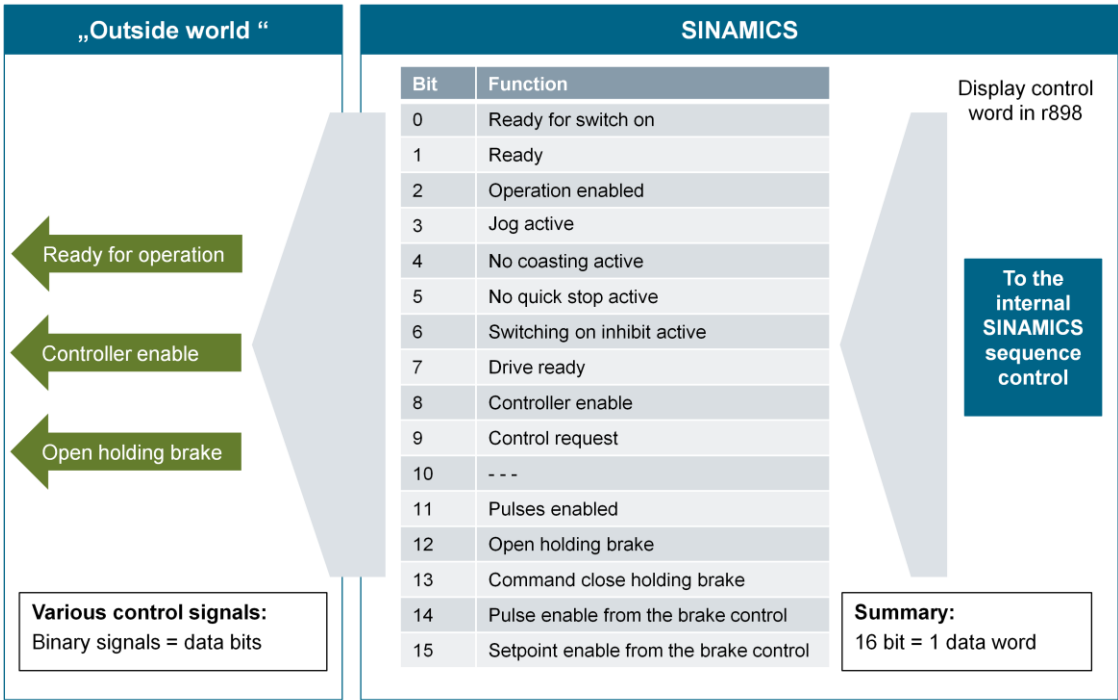 „Outside world “
SINAMICS
Bit Function
0 Ready for switch on
1 Ready
2 Operation enabled
3 Jog active
4 No coasting active
5 No quick stop active
6 Switching on inhibit active
7 Drive ready
8 Controller enable
9 Control request
10 - - -
11 Pulses enabled
12 Open holding brake
13 Command close holding brake
14 Pulse enable from the brake control
15 Setpoint enable from the brake control
Ready for operation
Controller enable
Open holding brake
Various control signals:
Binary signals = data bits
Display control
word in r898
To the
internal
SINAMICS
sequence
control
Summary:
16 bit = 1 data word